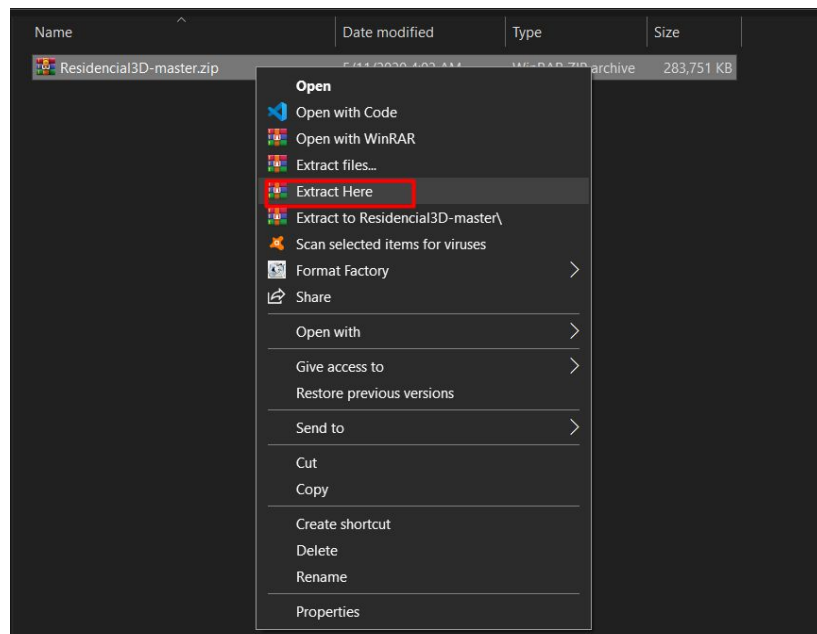 Name Date modified Type Size
Residencial3D-master.zip archive 283,751 KB
Open
Open with Code
Open with WinRAR
Extract files...
Extract Here
Extract to Residencial3D-master\
Scan selected items for viruses
Format Factory
Share
Open with
Give access to
Restore previous versions
Send to
Cut
Copy
Create shortcut
Delete
Rename
Properties